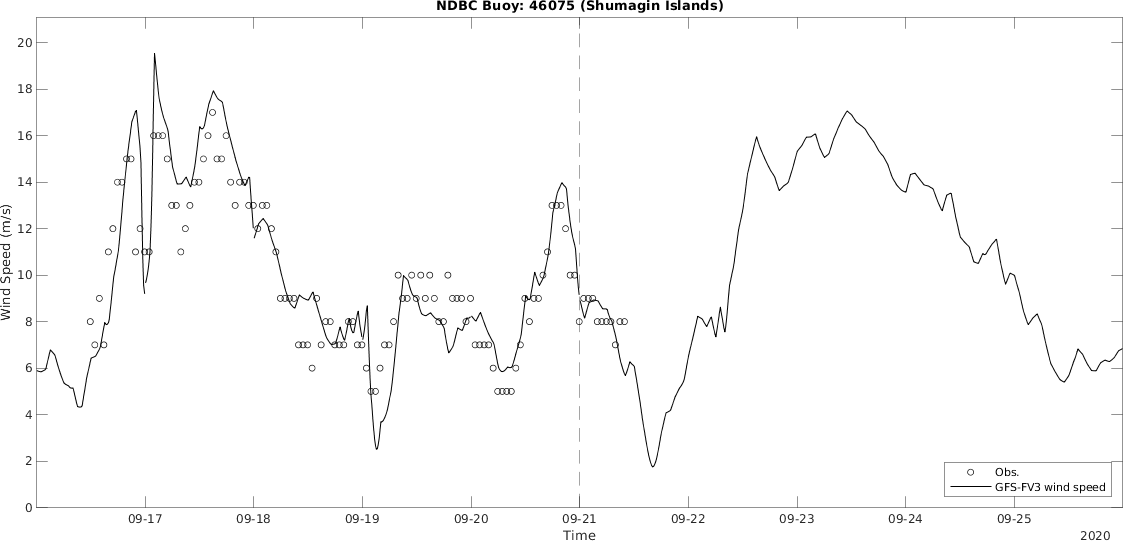 NDBC Buoy: 46075 (Shumagin Islands)
20
18
16
14
12
10
8
6
4
2
0
Wind Speed (m/s)
09-17 09-18 09-19 09-20 09-21 09-22 09-23 09-24 09-25
Time
2020
Obs.
GFS-FV3 wind speed